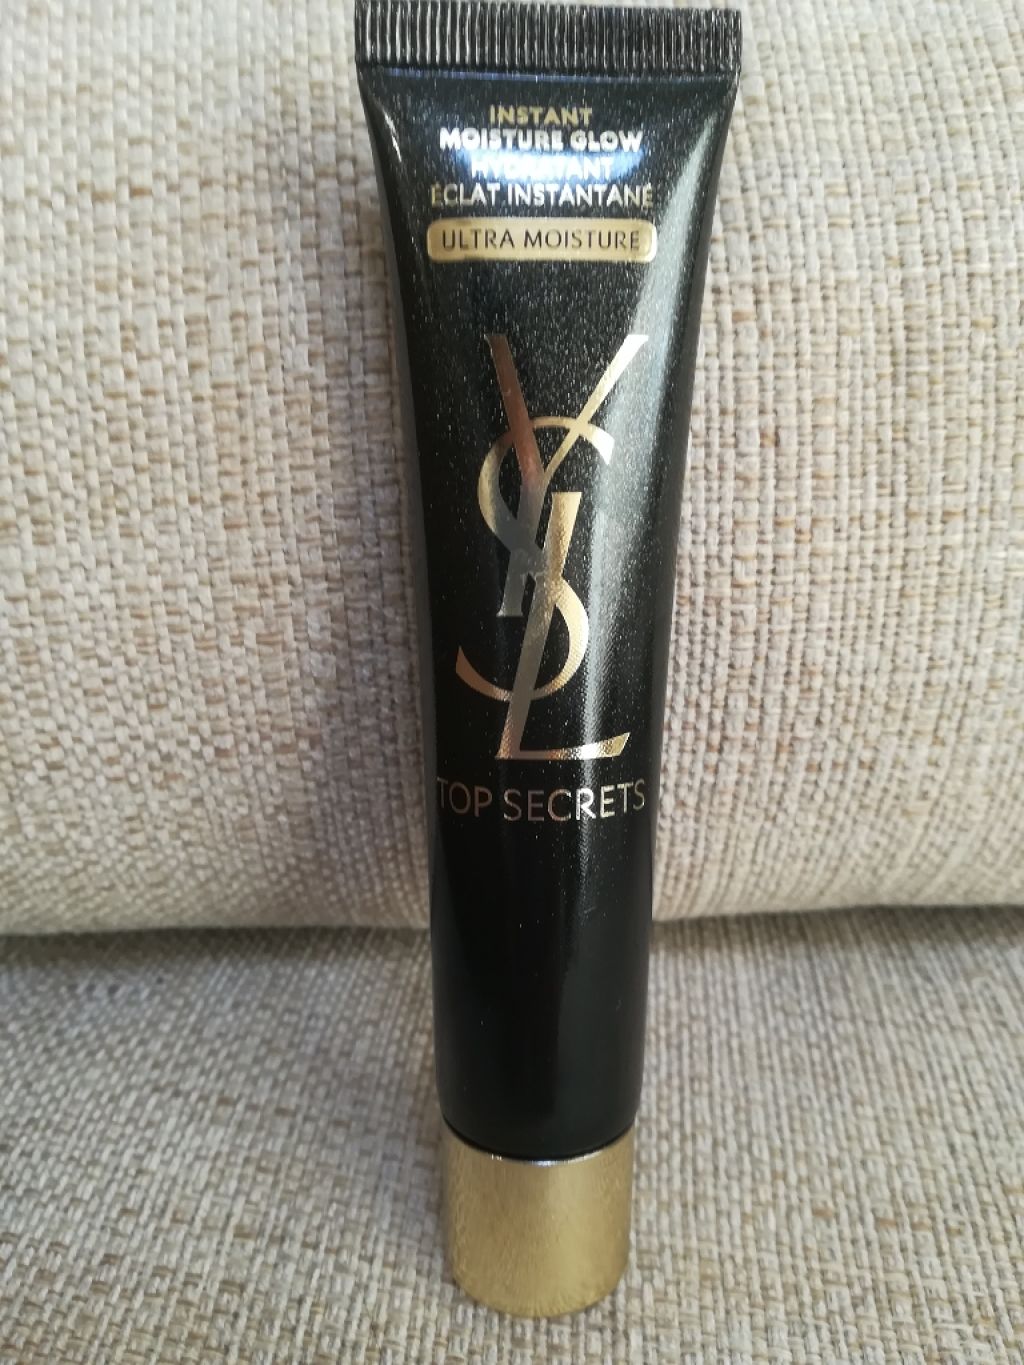 INSTANT
MOISTURE GLOW
HYDRATANT
ÉCLAT INSTANTANÉ
ULTRA MOISTURE
YSL
TOP SECRETS